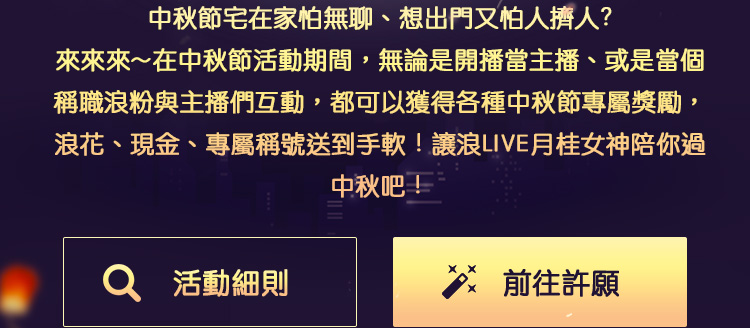 中秋節宅在家怕無聊、想出門又怕人擠人?
來來來~在中秋節活動期間，無論是開播當主播、或是當個
稱職浪粉與主播們互動，都可以獲得各種中秋節專屬獎勵，
浪花、現金、專屬稱號送到手軟！讓浪LIVE月桂女神陪你過
中秋吧！
活動細則
前往許願